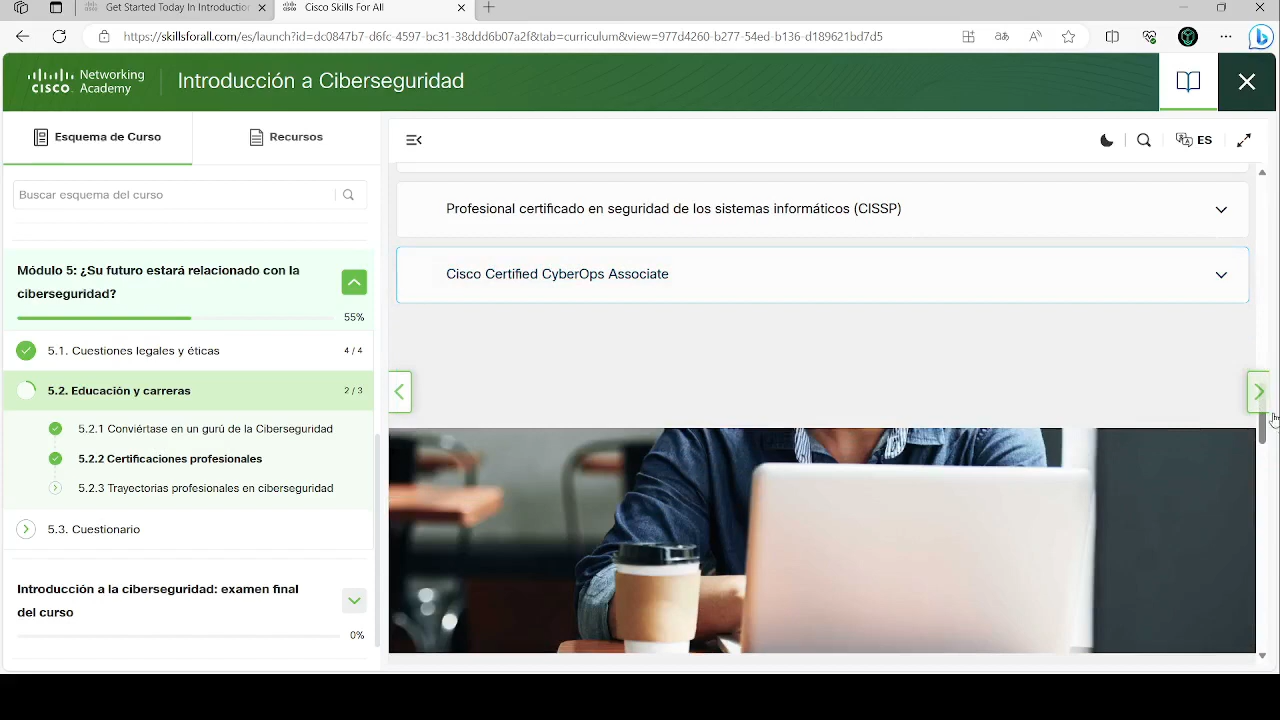 Get Started Today In Introduction
Cisco Skills For All
https://skillsforall.com/es/launch?id=dc0847b7-d6fc-4597-bc31-38ddd6b07a2f&tab=curriculum&view=977d4260-b277-54ed-b136-d189621bd7d5
Networking
CISCO Academy
Introducción a Ciberseguridad
Esquema de Curso
Recursos
ES
Buscar esquema del curso
Módulo 5: ¿Su futuro estará relacionado con la
ciberseguridad?
55%
5.1. Cuestiones legales y éticas
4 / 4
5.2. Educación y carreras
2 / 3
5.2.1 Conviértase en un gurú de la Ciberseguridad
5.2.2 Certificaciones profesionales
5.2.3 Trayectorias profesionales en ciberseguridad
5.3. Cuestionario
Introducción a la ciberseguridad: examen final
del curso
0%
Profesional certificado en seguridad de los sistemas informáticos (CISSP)
Cisco Certified CyberOps Associate